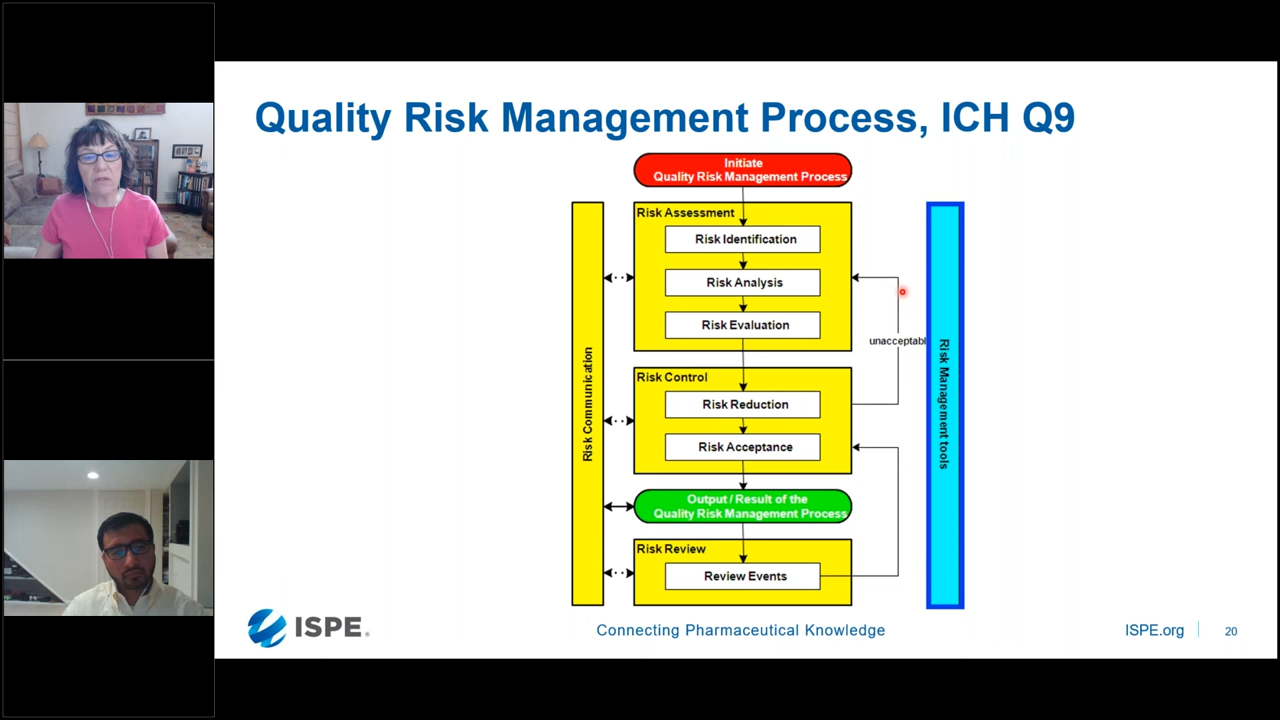 Quality Risk Management Process, ICH Q9
Initiate
Quality Risk Management Process
Risk Assessment
Risk Identification
Risk Analysis
Risk Evaluation
unacceptabl
Risk Control
Risk Reduction
Risk Acceptance
Output / Result of the
Quality Risk Management Process
Risk Review
Review Events
Risk Communication
Risk Management tools
ISPE®
Connecting Pharmaceutical Knowledge
ISPE.org
20